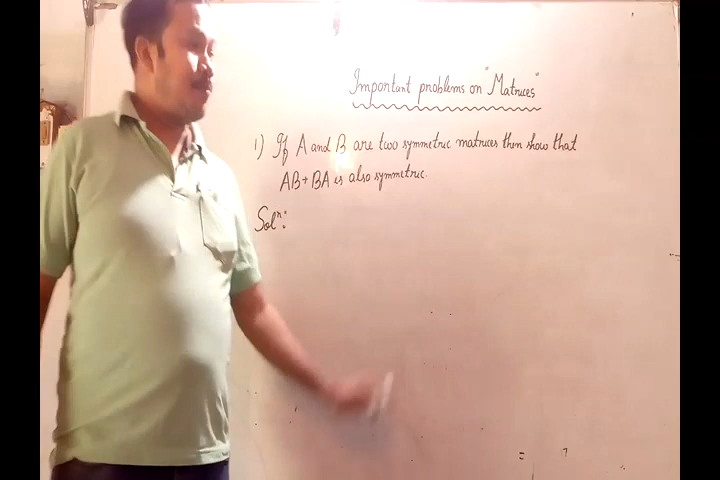 Important problems on "Matrices"
1) If A and B are two symmetric matrices then show that
AB + BA is also symmetric.
Solⁿ:
=